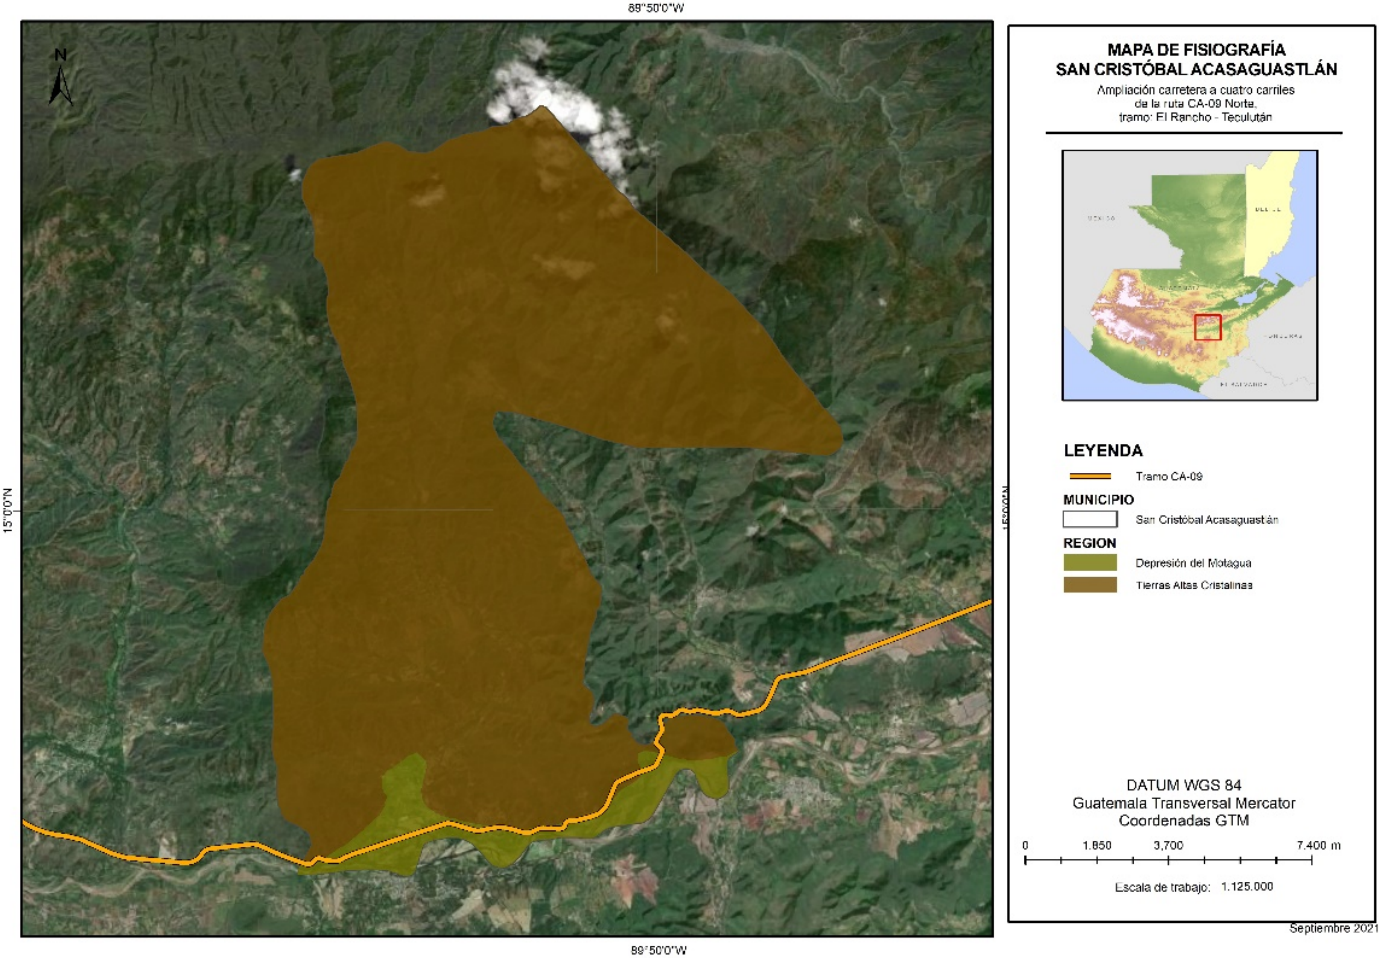 89°50'0"W
N
15°0'0"N
89°50'0"W
MAPA DE FISIOGRAFÍA
SAN CRISTÓBAL ACASAGUASTLÁN
Ampliación carretera a cuatro carriles
de la ruta CA-09 Norte,
tramo: El Rancho - Teculután
MEXICO
BELICE
GUATEMALA
HONDURAS
EL SALVADOR
LEYENDA
Tramo CA-09
MUNICIPIO
San Cristóbal Acasaguastlán
REGION
Depresión del Motagua
Tierras Altas Cristalinas
DATUM WGS 84
Guatemala Transversal Mercator
Coordenadas GTM
0 1.850 3,700 7.400 m
Escala de trabajo: 1.125.000
Septiembre 2021